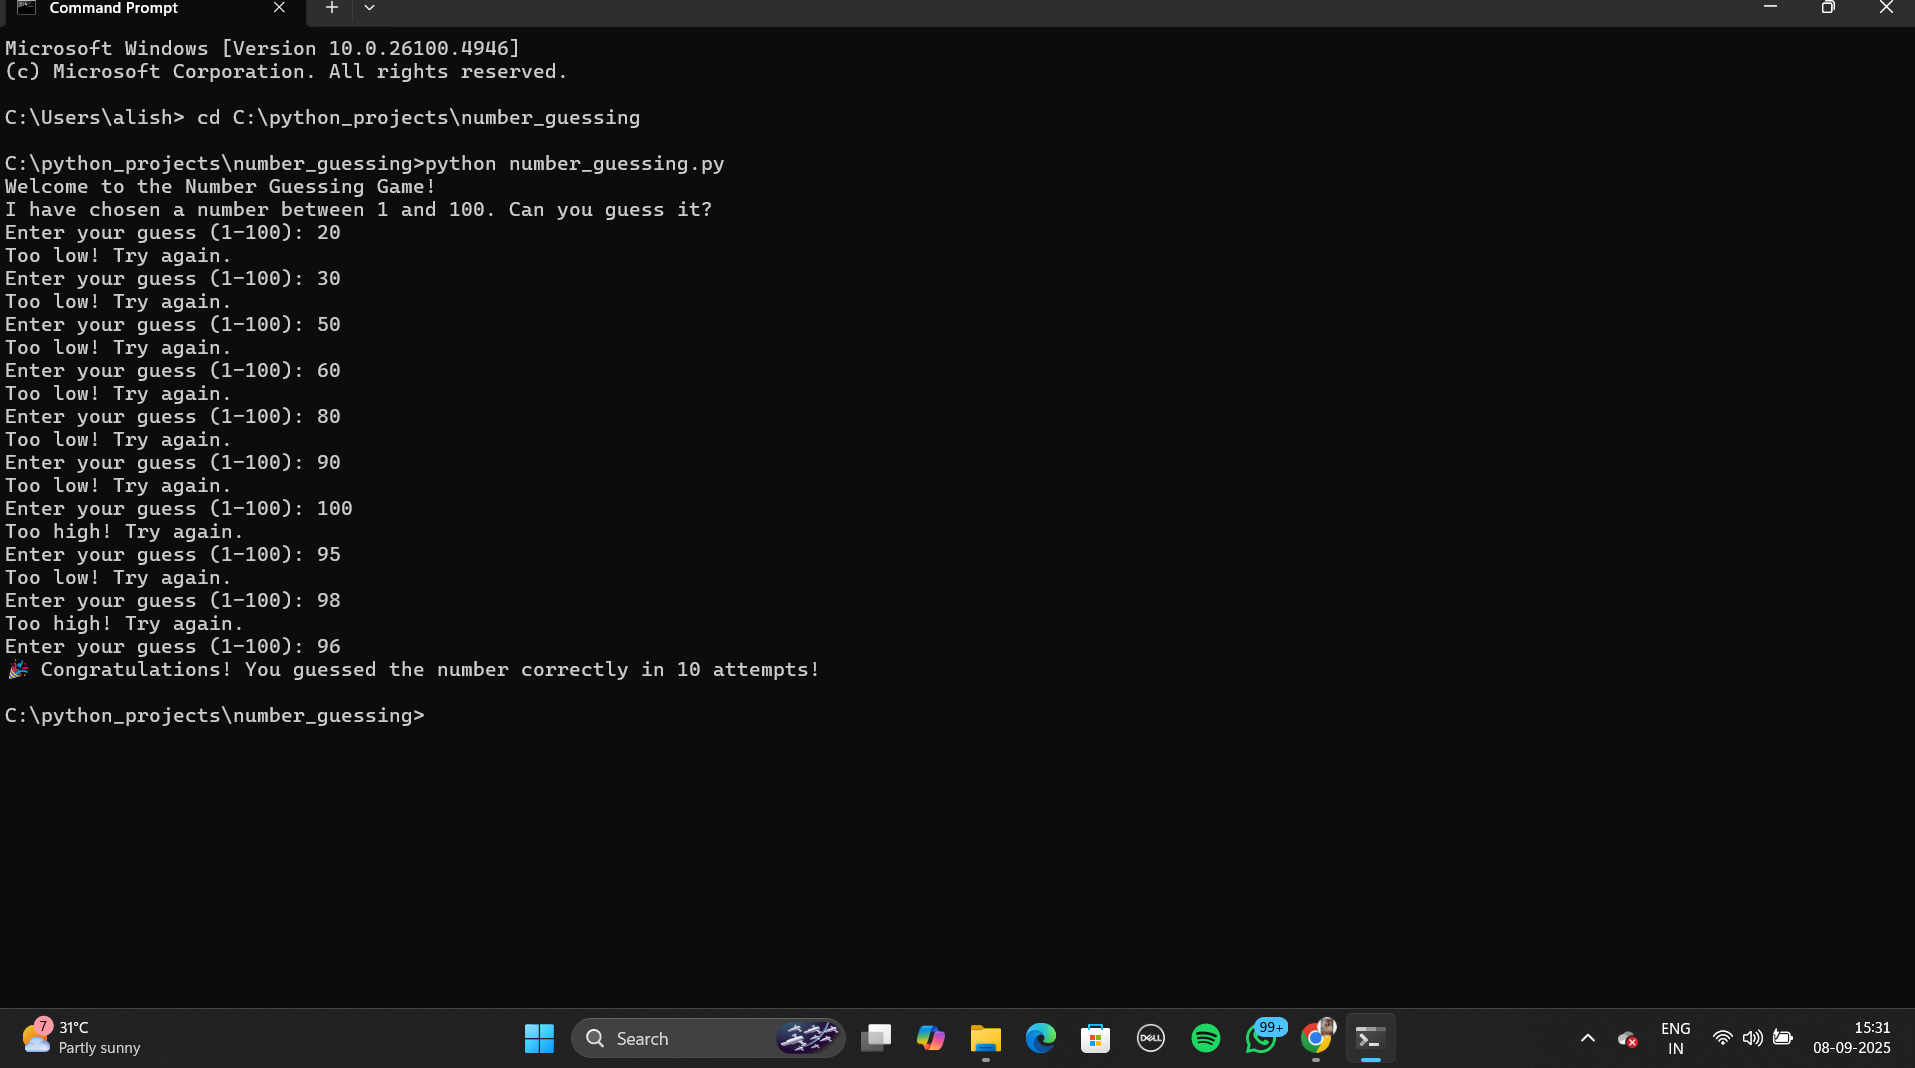 Command Prompt
Microsoft Windows [Version 10.0.26100.4946]
(c) Microsoft Corporation. All rights reserved.
C:\Users\alish> cd C:\python_projects\number_guessing
C:\python_projects\number_guessing>python number_guessing.py
Welcome to the Number Guessing Game!
I have chosen a number between 1 and 100. Can you guess it?
Enter your guess (1-100): 20
Too low! Try again.
Enter your guess (1-100): 30
Too low! Try again.
Enter your guess (1-100): 50
Too low! Try again.
Enter your guess (1-100): 60
Too low! Try again.
Enter your guess (1-100): 80
Too low! Try again.
Enter your guess (1-100): 90
Too low! Try again.
Enter your guess (1-100): 100
Too high! Try again.
Enter your guess (1-100): 95
Too low! Try again.
Enter your guess (1-100): 98
Too high! Try again.
Enter your guess (1-100): 96
🎉 Congratulations! You guessed the number correctly in 10 attempts!
C:\python_projects\number_guessing>
7
31°C
Partly sunny
Search
DELL
99+
ENG
IN
15:31
08-09-2025